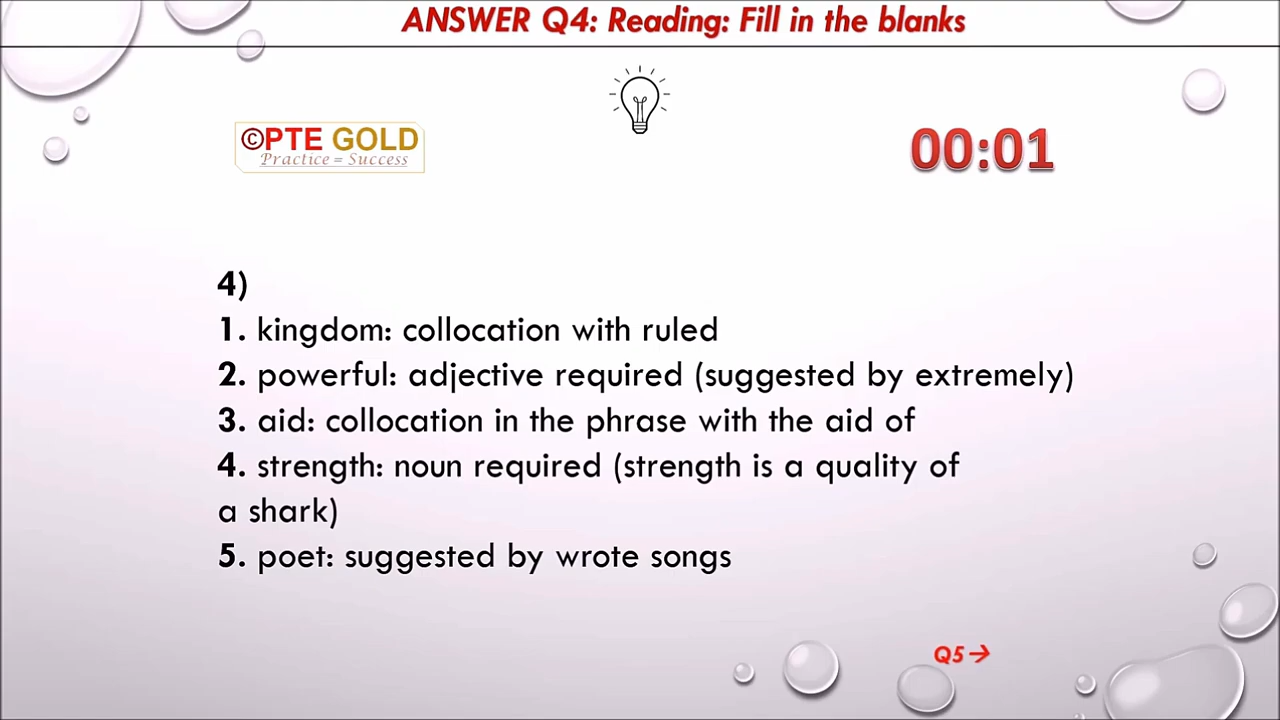 ANSWER Q4: Reading: Fill in the blanks
©PTE GOLD
Practice = Success
00:01
4)
1. kingdom: collocation with ruled
2. powerful: adjective required (suggested by extremely)
3. aid: collocation in the phrase with the aid of
4. strength: noun required (strength is a quality of
a shark)
5. poet: suggested by wrote songs
Q5→